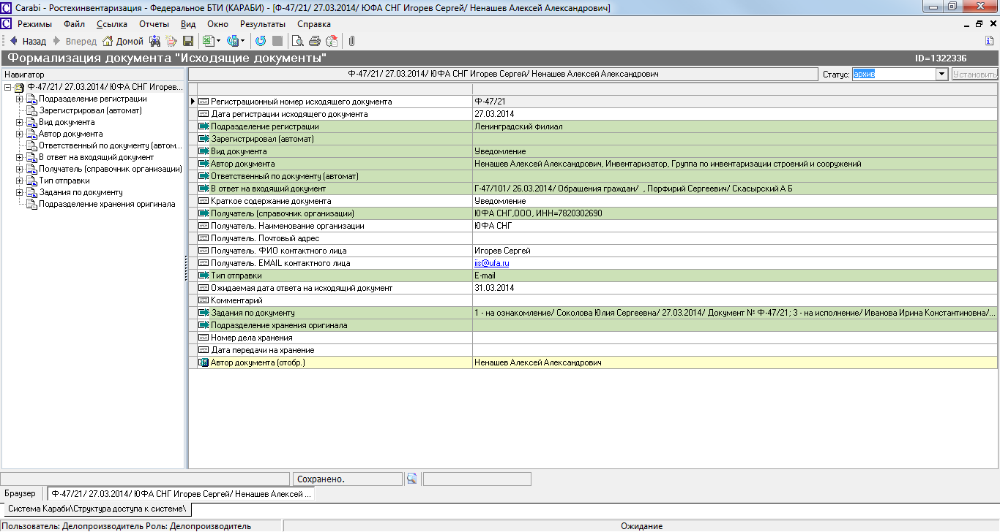 Carabi - Ростехинвентаризация - Федеральное БТИ (КАРАБИ) - [Ф-47/21/ 27.03.2014/ ЮФА СНГ Игорев Сергей/ Ненашев Алексей Александрович]
Режимы Файл Ссылка Отчеты Вид Окно Результаты Справка
Назад Вперед Домой
Формализация документа "Исходящие документы" ID=1322336
Навигатор
Ф-47/21/ 27.03.2014/ ЮФА СНГ Игорев...
Подразделение регистрации
Зарегистрировал (автомат)
Вид документа
Автор документа
Ответственный по документу (автом...
В ответ на входящий документ
Получатель (справочник организации)
Тип отправки
Задания по документу
Подразделение хранения оригинала
Ф-47/21/ 27.03.2014/ ЮФА СНГ Игорев Сергей/ Ненашев Алексей Александрович Статус: архив Установить
Регистрационный номер исходящего документа Ф-47/21
Дата регистрации исходящего документа 27.03.2014
Подразделение регистрации Ленинградский филиал
Зарегистрировал (автомат)
Вид документа Уведомление
Автор документа Ненашев Алексей Александрович, Инвентаризатор, Группа по инвентаризации строений и сооружений
Ответственный по документу (автомат)
В ответ на входящий документ Г-47/101/ 26.03.2014/ Обращения граждан/ , Порфирий Сергеевич/ Скасырский А Б
Краткое содержание документа Уведомление
Получатель (справочник организации) ЮФА СНГ,ООО, ИНН=7820302690
Получатель. Наименование организации ЮФА СНГ
Получатель. Почтовый адрес
Получатель. ФИО контактного лица Игорев Сергей
Получатель. EMAIL контактного лица iis@ufa.ru
Тип отправки E-mail
Ожидаемая дата ответа на исходящий документ 31.03.2014
Комментарий
Задания по документу 1 - на ознакомление/ Соколова Юлия Сергеевна/ 27.03.2014/ Документ № Ф-47/21; 3 - на исполнение/ Иванова Ирина Константиновна/...
Подразделение хранения оригинала
Номер дела хранения
Дата передачи на хранение
Автор документа (отобр.) Ненашев Алексей Александрович
Сохранено.
Браузер Ф-47/21/ 27.03.2014/ ЮФА СНГ Игорев Сергей/ Ненашев Алексей ...
Система Караби\Структура доступа к системе\
Пользователь: Делопроизводитель Роль: Делопроизводитель Ожидание